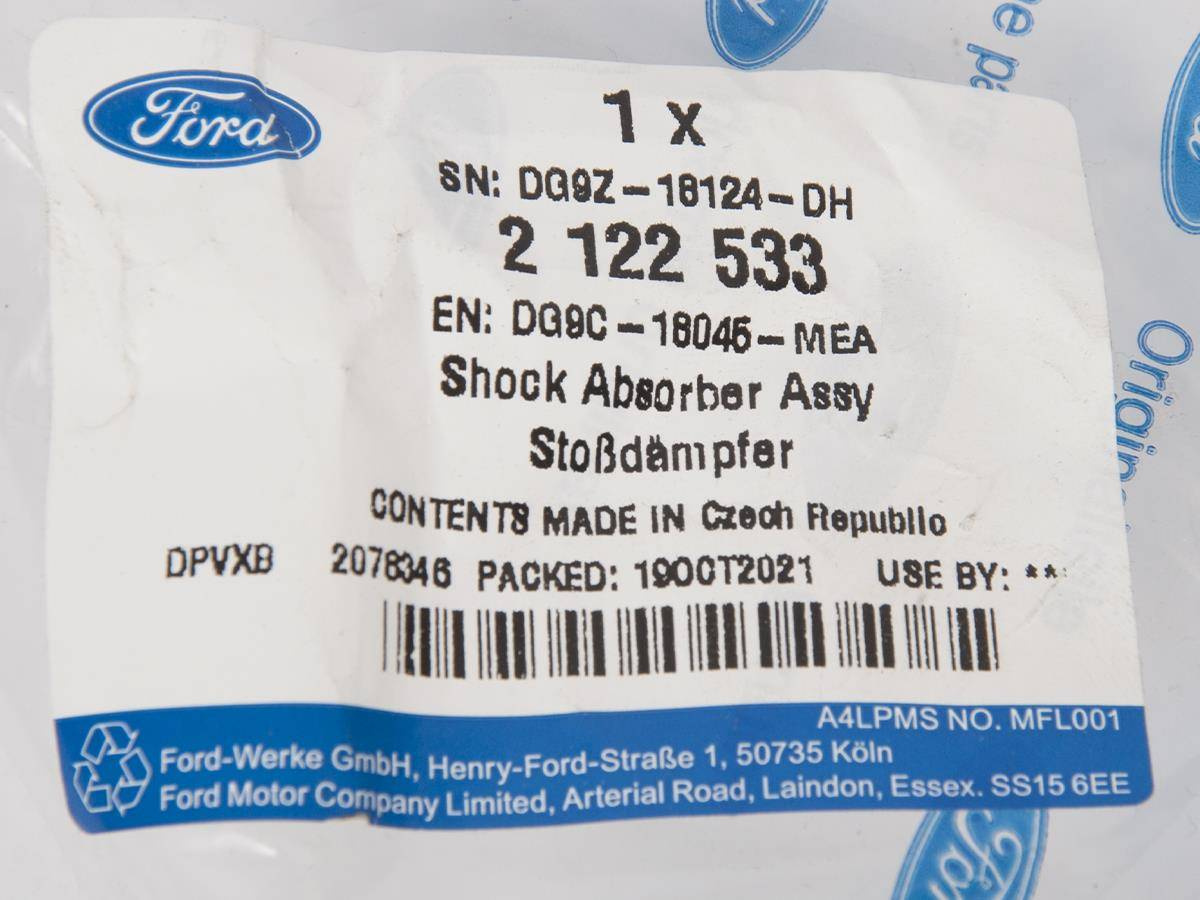 Ford
1 x
SN: DG9Z-18124-DH
2 122 533
EN: DG9C-18045-MEA
Shock Absorber Assy
Stoßdämpfer
CONTENTS MADE IN Czech Republic
DPVXB 2078346 PACKED: 19OCT2021 USE BY: **
A4LPMS NO. MFL001
Ford-Werke GmbH, Henry-Ford-Straße 1, 50735 Köln
Ford Motor Company Limited, Arterial Road, Laindon, Essex. SS15 6EE
Ford